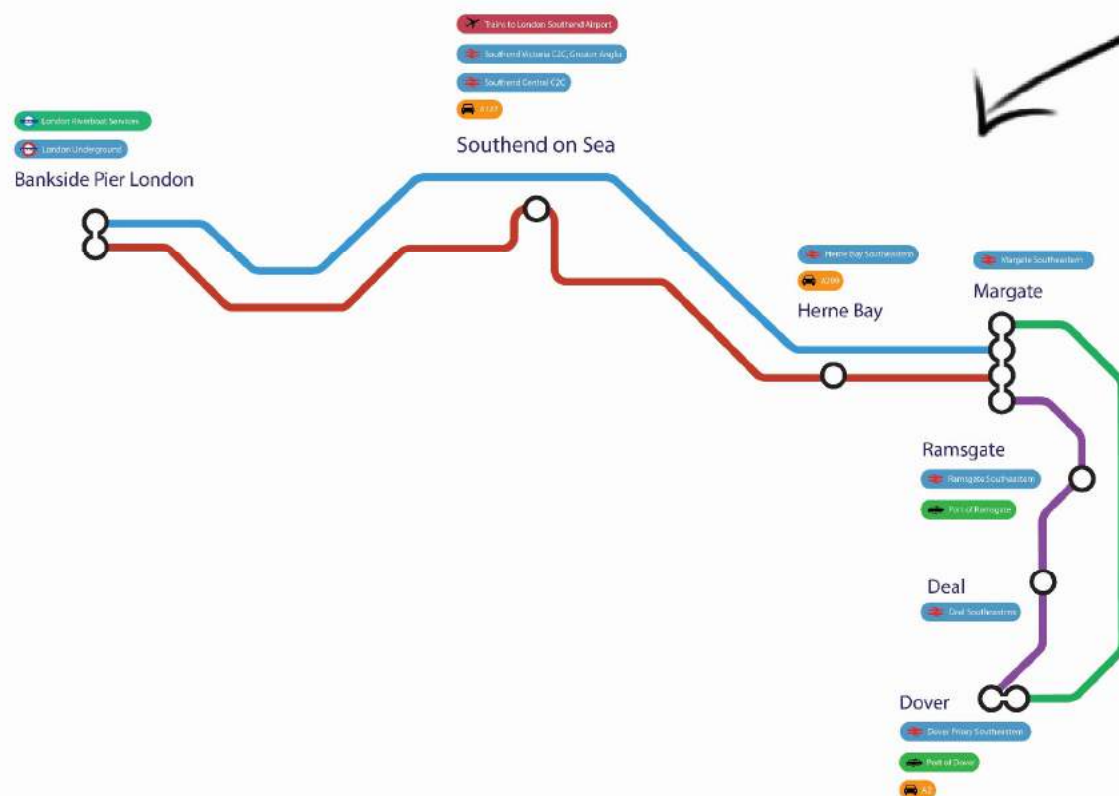 Trains to London Southend Airport
Southend Victoria C2C, Greater Anglia
Southend Central C2C
A127
Southend on Sea
London Riverboat Services
London Underground
Bankside Pier London
Herne Bay Southeastern
A299
Herne Bay
Margate Southeastern
Margate
Ramsgate
Ramsgate Southeastern
Port of Ramsgate
Deal
Deal Southeastern
Dover
Dover Priory Southeastern
Port of Dover
A2